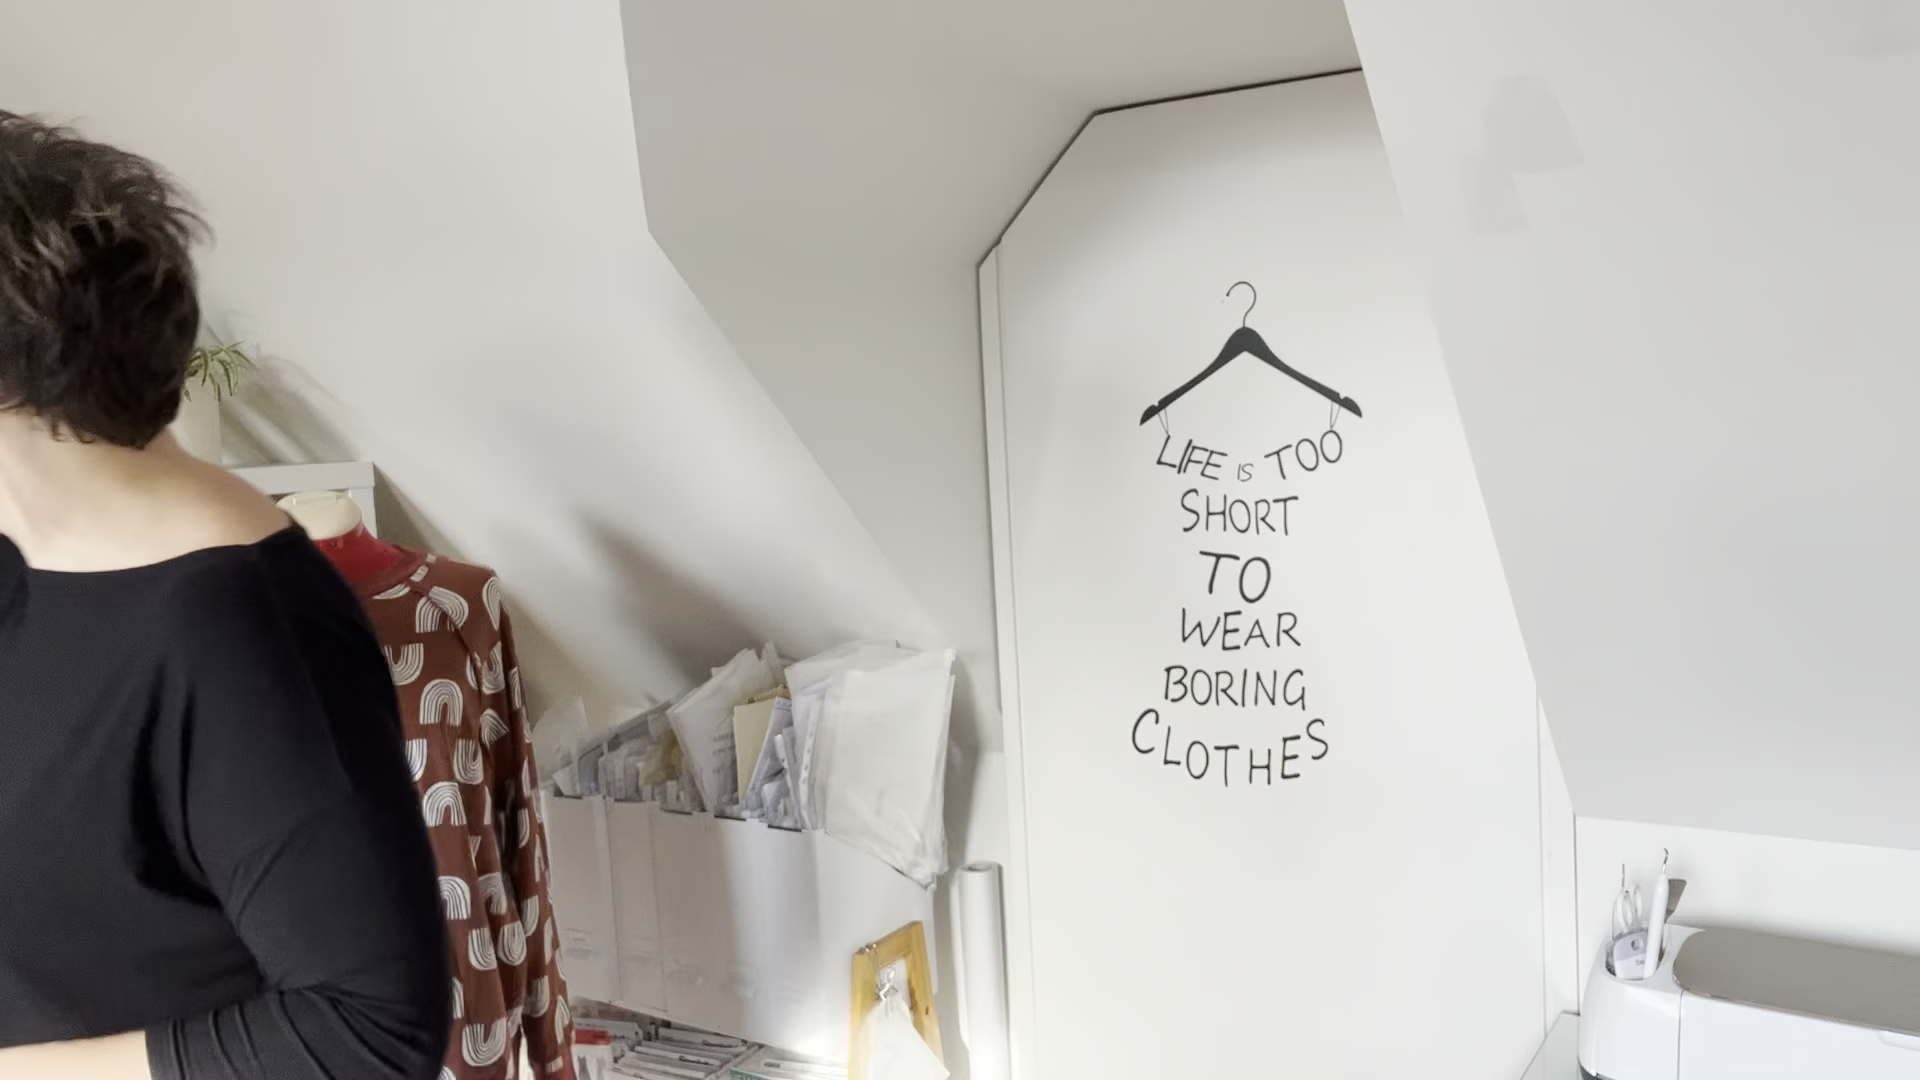 LIFE IS TOO
SHORT
TO
WEAR
BORING
CLOTHES